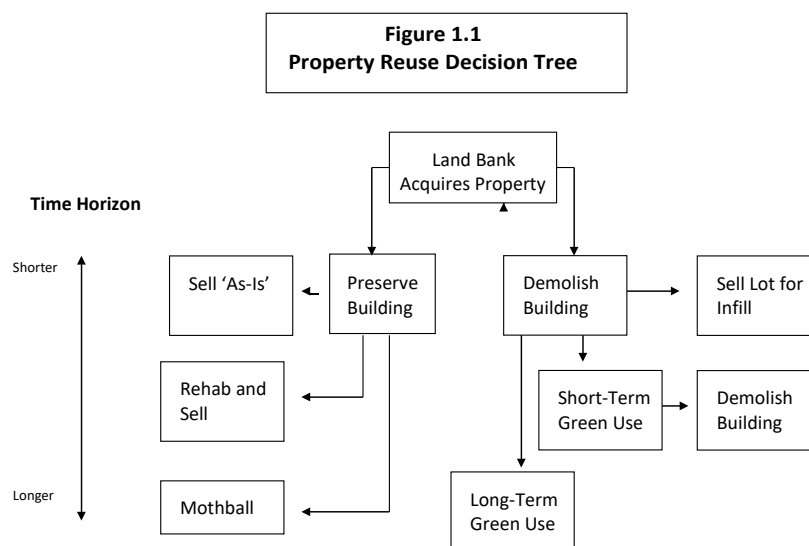 Figure 1.1
Property Reuse Decision Tree
Land Bank
Acquires Property
Time Horizon
Shorter
Sell 'As-Is'
Preserve
Building
Demolish
Building
Sell Lot for
Infill
Rehab and
Sell
Short-Term
Green Use
Demolish
Building
Longer
Mothball
Long-Term
Green Use